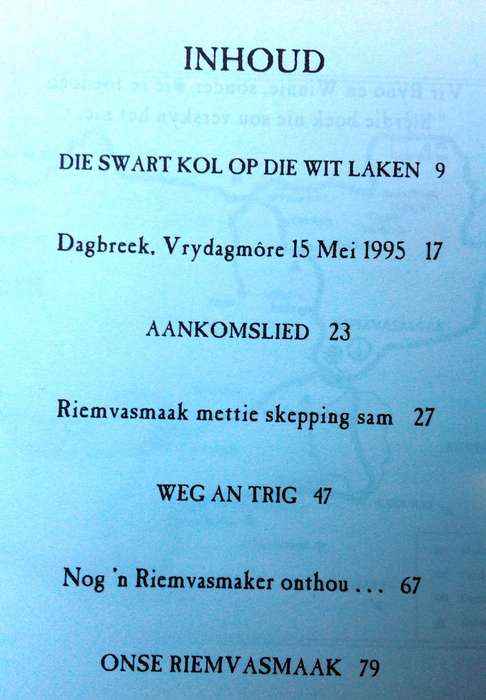 INHOUD
DIE SWART KOL OP DIE WIT LAKEN 9
Dagbreek, Vrydagmôre 15 Mei 1995 17
AANKOMSLIED 23
Riemvasmaak mettie skepping sam 27
WEG AN TRIG 47
Nog 'n Riemvasmaker onthou ... 67
ONSE RIEMVASMAAK 79